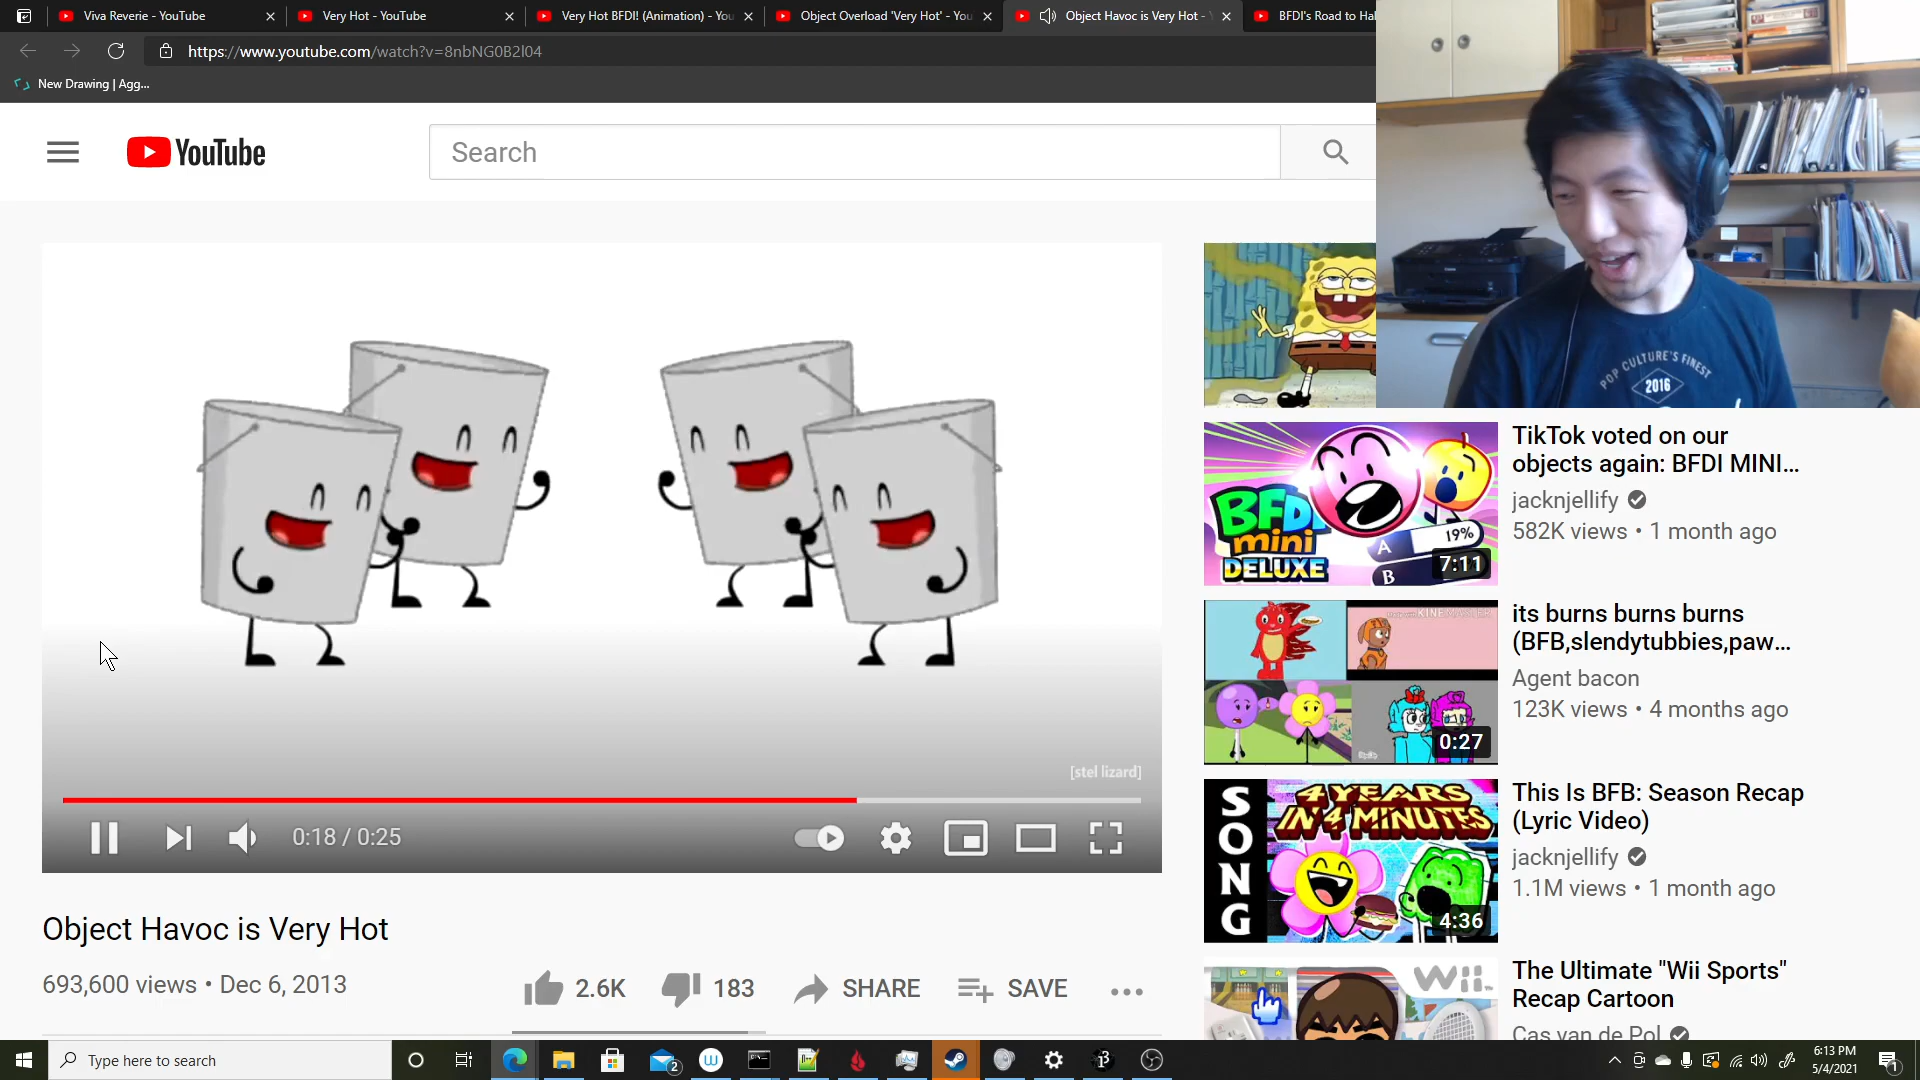 Viva Reverie - YouTube
Very Hot - YouTube
Very Hot BFDI! (Animation) - You
Object Overload 'Very Hot' - You
Object Havoc is Very Hot -
BFDI's Road to Hal
https://www.youtube.com/watch?v=8nbNG0B2l04
New Drawing | Agg...
YouTube
Search
POP CULTURE'S FINEST
2016
[stel lizard]
0:18 / 0:25
Object Havoc is Very Hot
693,600 views • Dec 6, 2013
2.6K
183
SHARE
SAVE
BFDI
mini
DELUXE
A
19%
B
7:11
TikTok voted on our
objects again: BFDI MINI...
jacknjellify
582K views • 1 month ago
KINEMASTER
0:27
its burns burns burns
(BFB,slendytubbies,paw...
Agent bacon
123K views • 4 months ago
SONG
4 YEARS
IN 4 MINUTES
4:36
This Is BFB: Season Recap
(Lyric Video)
jacknjellify
1.1M views • 1 month ago
Wii.
The Ultimate "Wii Sports"
Recap Cartoon
Cas van de Pol
Type here to search
2
6:13 PM
5/4/2021
1